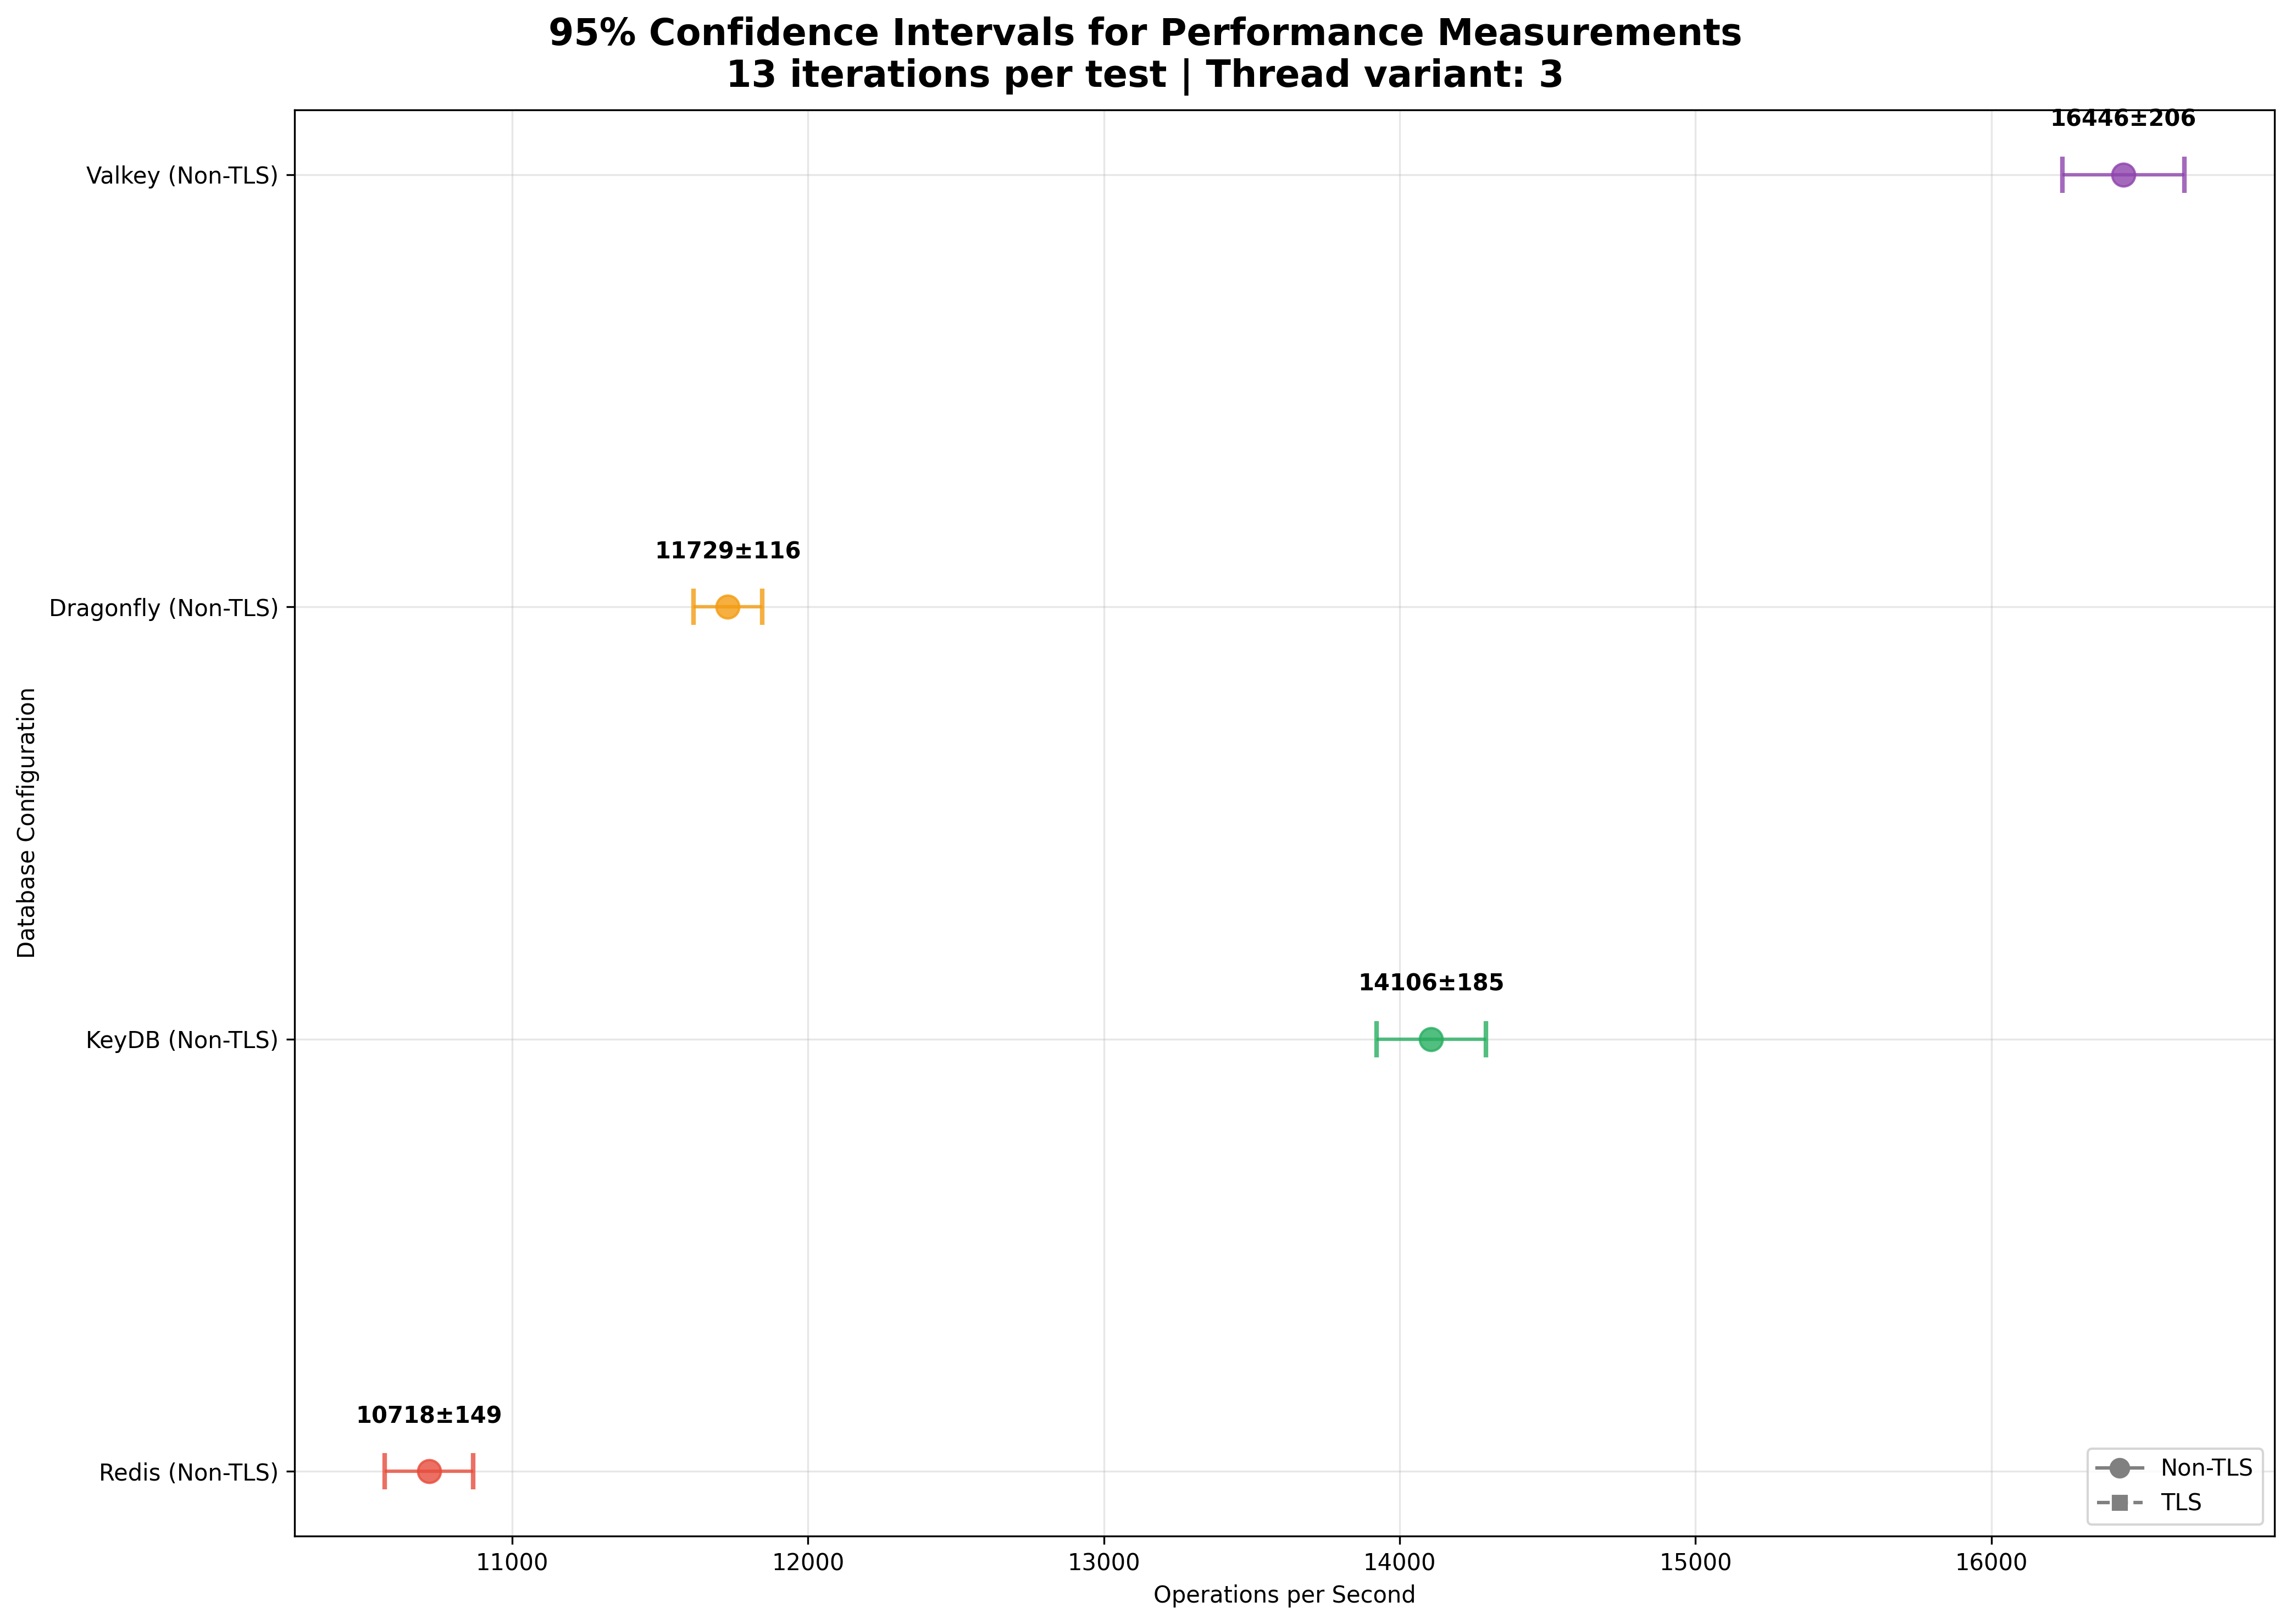 95% Confidence Intervals for Performance Measurements
13 iterations per test | Thread variant: 3
16446±206
Valkey (Non-TLS)
11729±116
Dragonfly (Non-TLS)
Database Configuration
14106±185
KeyDB (Non-TLS)
10718±149
Redis (Non-TLS)
Non-TLS
TLS
11000 12000 13000 14000 15000 16000
Operations per Second